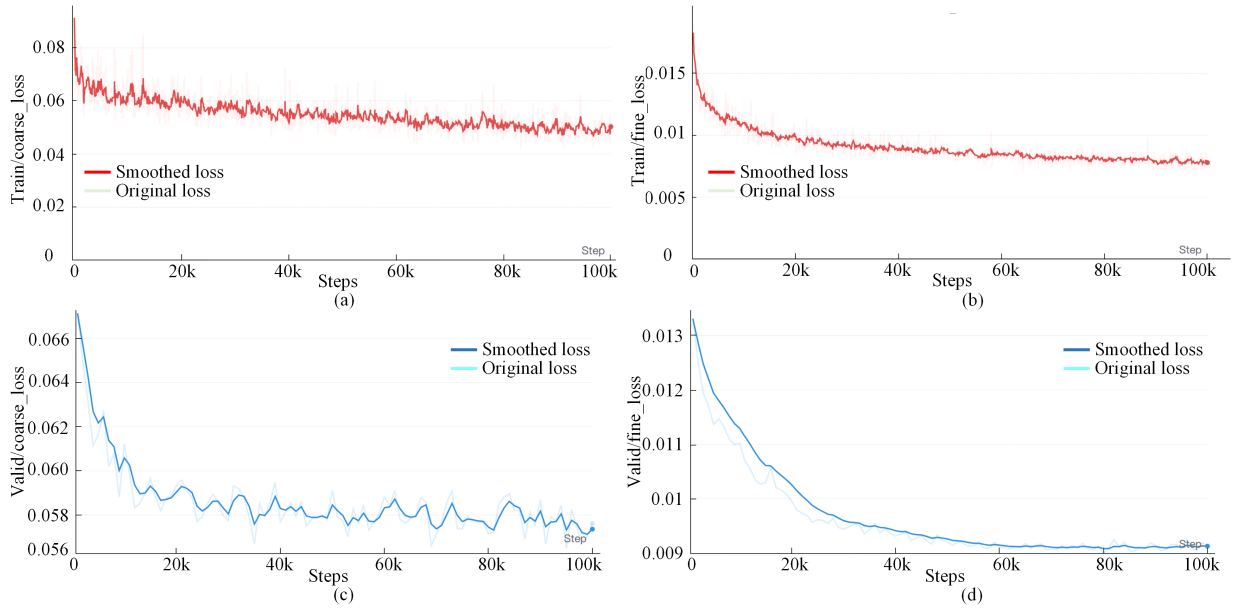 Train/coarse_loss
0.08
0.06
0.04
0.02
0
Smoothed loss
Original loss
Step
0 20k 40k 60k 80k 100k
Steps
(a)
Train/fine_loss
0.015
0.01
0.005
0
Smoothed loss
Original loss
Step
0 20k 40k 60k 80k 100k
Steps
(b)
Valid/coarse_loss
0.066
0.064
0.062
0.060
0.058
0.056
Smoothed loss
Original loss
Step
0 20k 40k 60k 80k 100k
Steps
(c)
Valid/fine_loss
0.013
0.012
0.011
0.01
0.009
Smoothed loss
Original loss
Step
0 20k 40k 60k 80k 100k
Steps
(d)